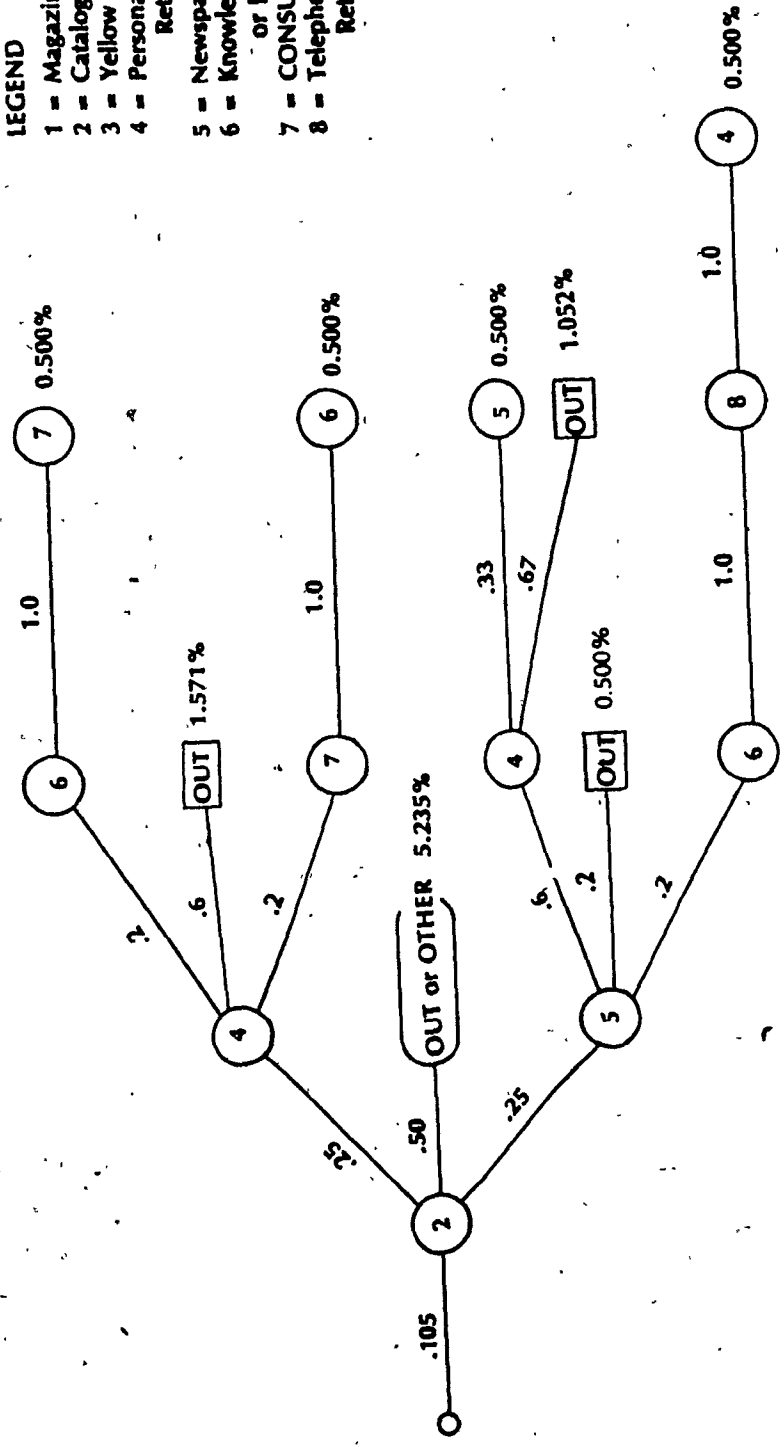 LEGEND
1 = Magazin
2 = Catalog
3 = Yellow
4 = Persona
Ret
5 = Newspa
6 = Knowle
or
7 = CONSU
8 = Telepho
Ret
.105
2
.25
.50
.25
4
OUT or OTHER 5.235%
5
.2
.6
.2
.6
.2
.2
6
OUT 1.571%
7
4
OUT 0.500%
6
1.0
1.0
.33
.67
1.0
7 0.500%
6 0.500%
5 0.500%
OUT 1.052%
8
1.0
4 0.500%